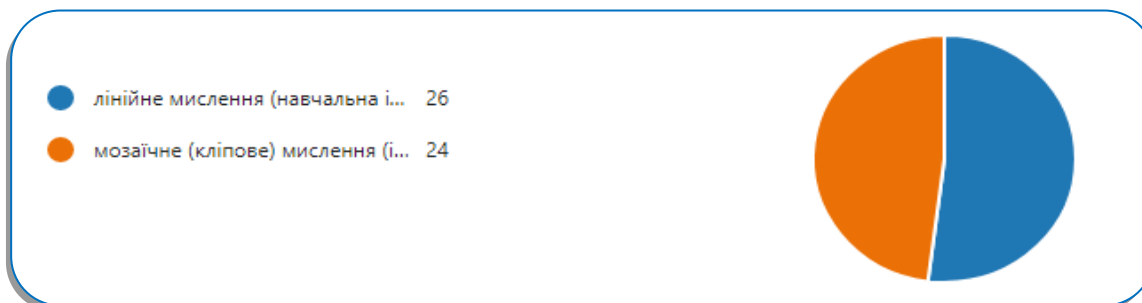 лінійне мислення (навчальна і... 26
мозаїчне (кліпове) мислення (і... 24